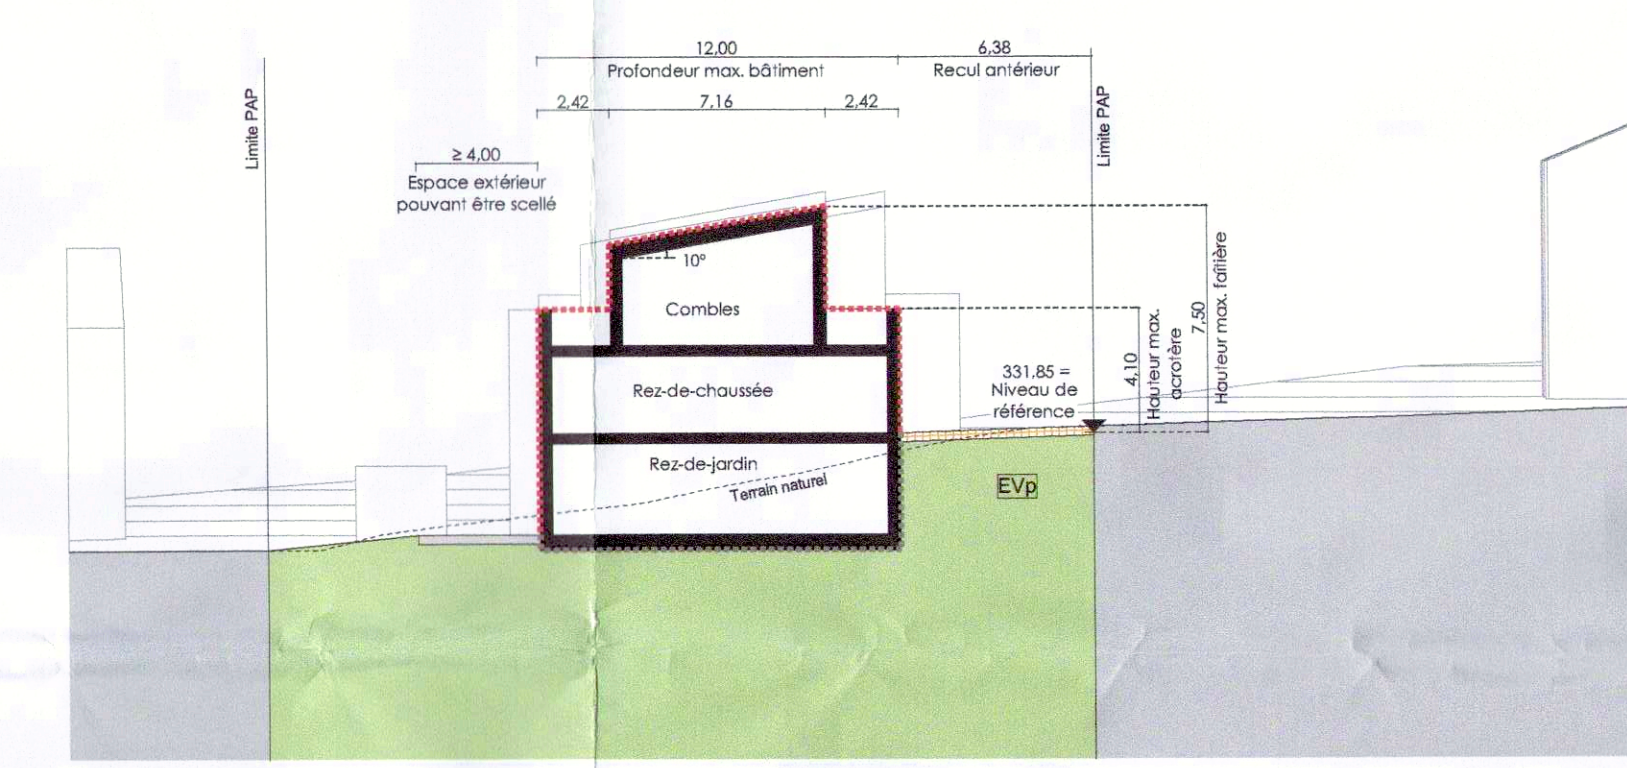 12,00
6,38
Profondeur max. bâtiment
Recul antérieur
2,42
7,16
2,42
Limite PAP
Limite PAP
≥ 4,00
Espace extérieur
pouvant être scellé
10°
Combles
Rez-de-chaussée
Rez-de-jardin
Terrain naturel
331,85 =
Niveau de
référence
4,10
Hauteur max.
acrotère
7,50
Hauteur max. faîtière
EVp